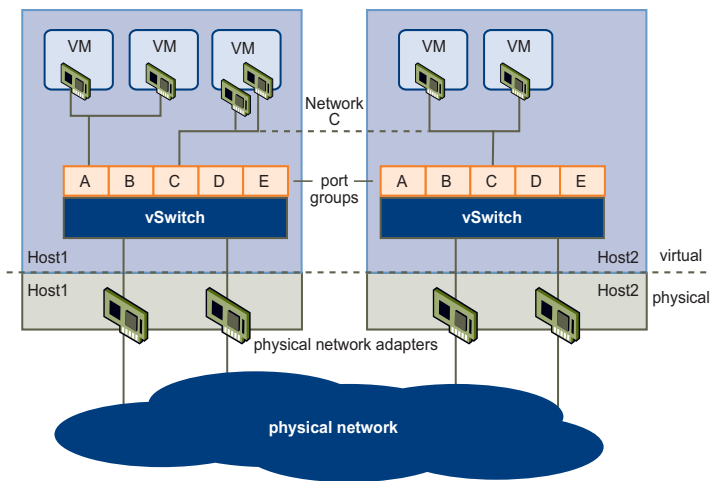 VM VM VM VM VM
Network
C
A B C D E port A B C D E
groups
vSwitch vSwitch
Host1 Host2 virtual
Host1 Host2 physical
physical network adapters
physical network